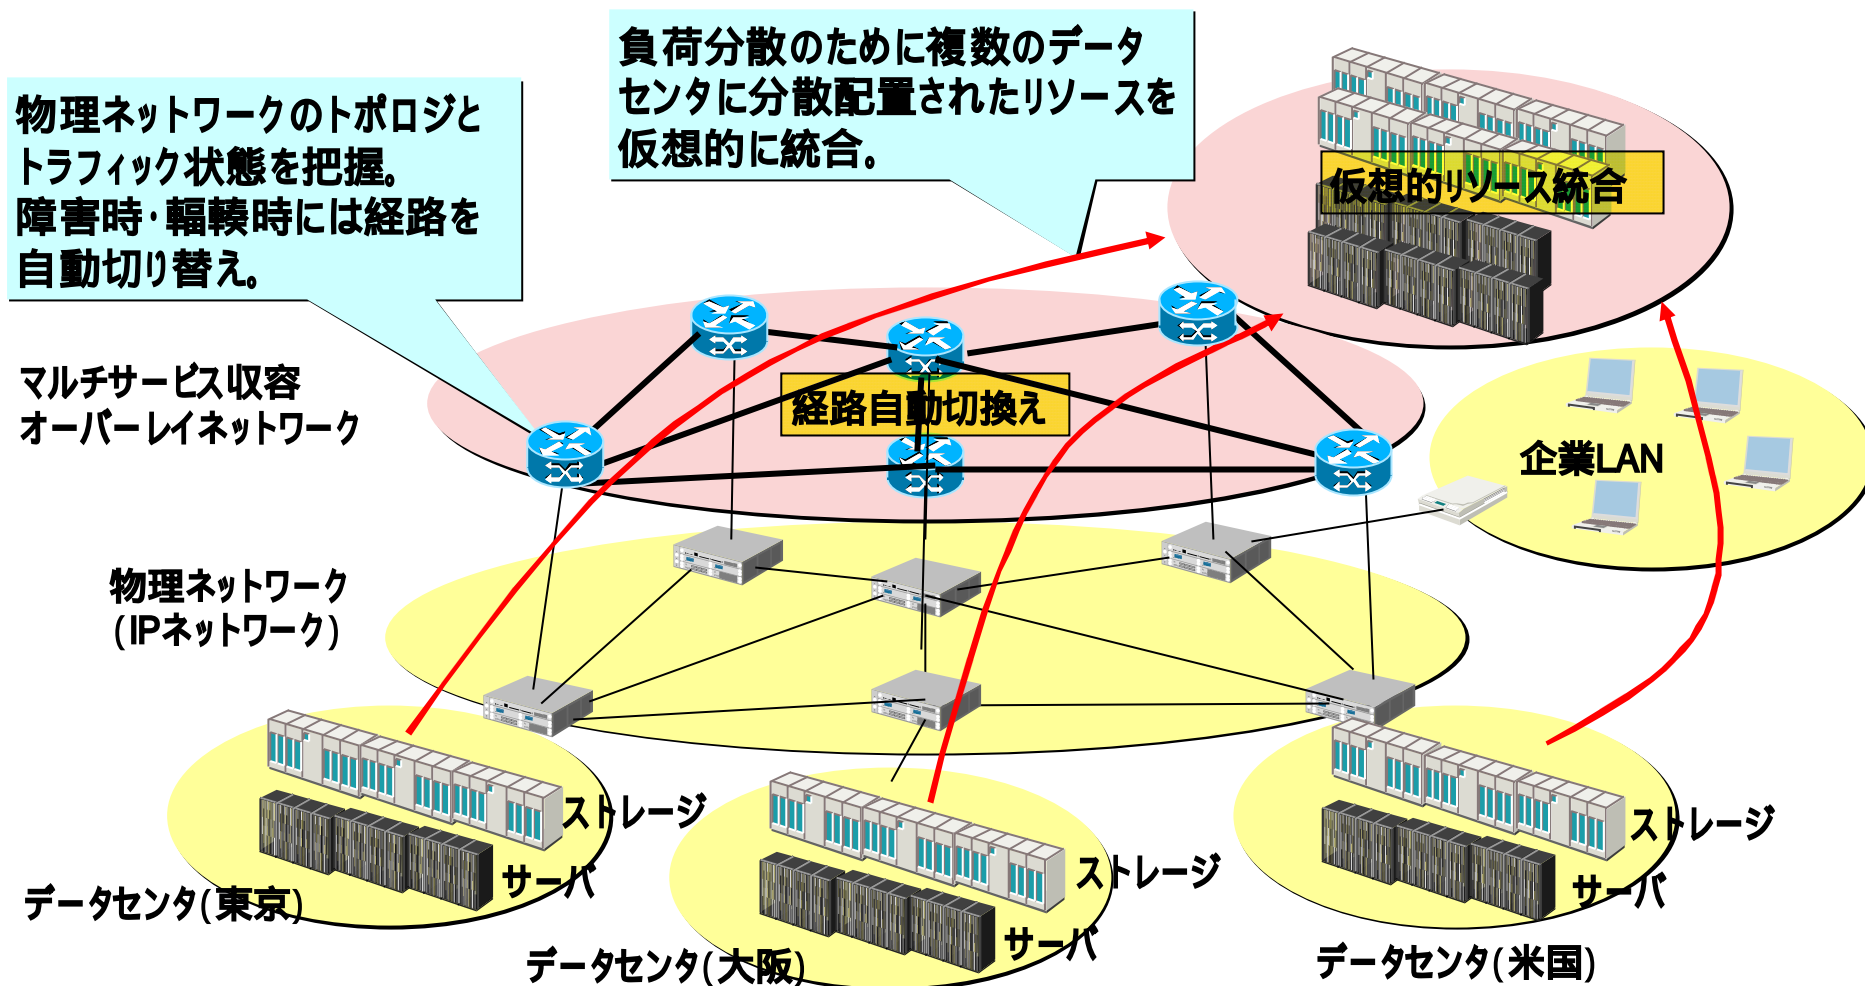 負荷分散のために複数のデータ
センタに分散配置されたリソースを
仮想的に統合。
物理ネットワークのトポロジと
トラフィック状態を把握。
障害時・輻輳時には経路を
自動切り替え。
仮想的リソース統合
マルチサービス収容
オーバーレイネットワーク
経路自動切換え
企業LAN
物理ネットワーク
(IPネットワーク)
ストレージ
サーバ
データセンタ(東京)
ストレージ
サーバ
データセンタ(大阪)
ストレージ
サーバ
データセンタ(米国)